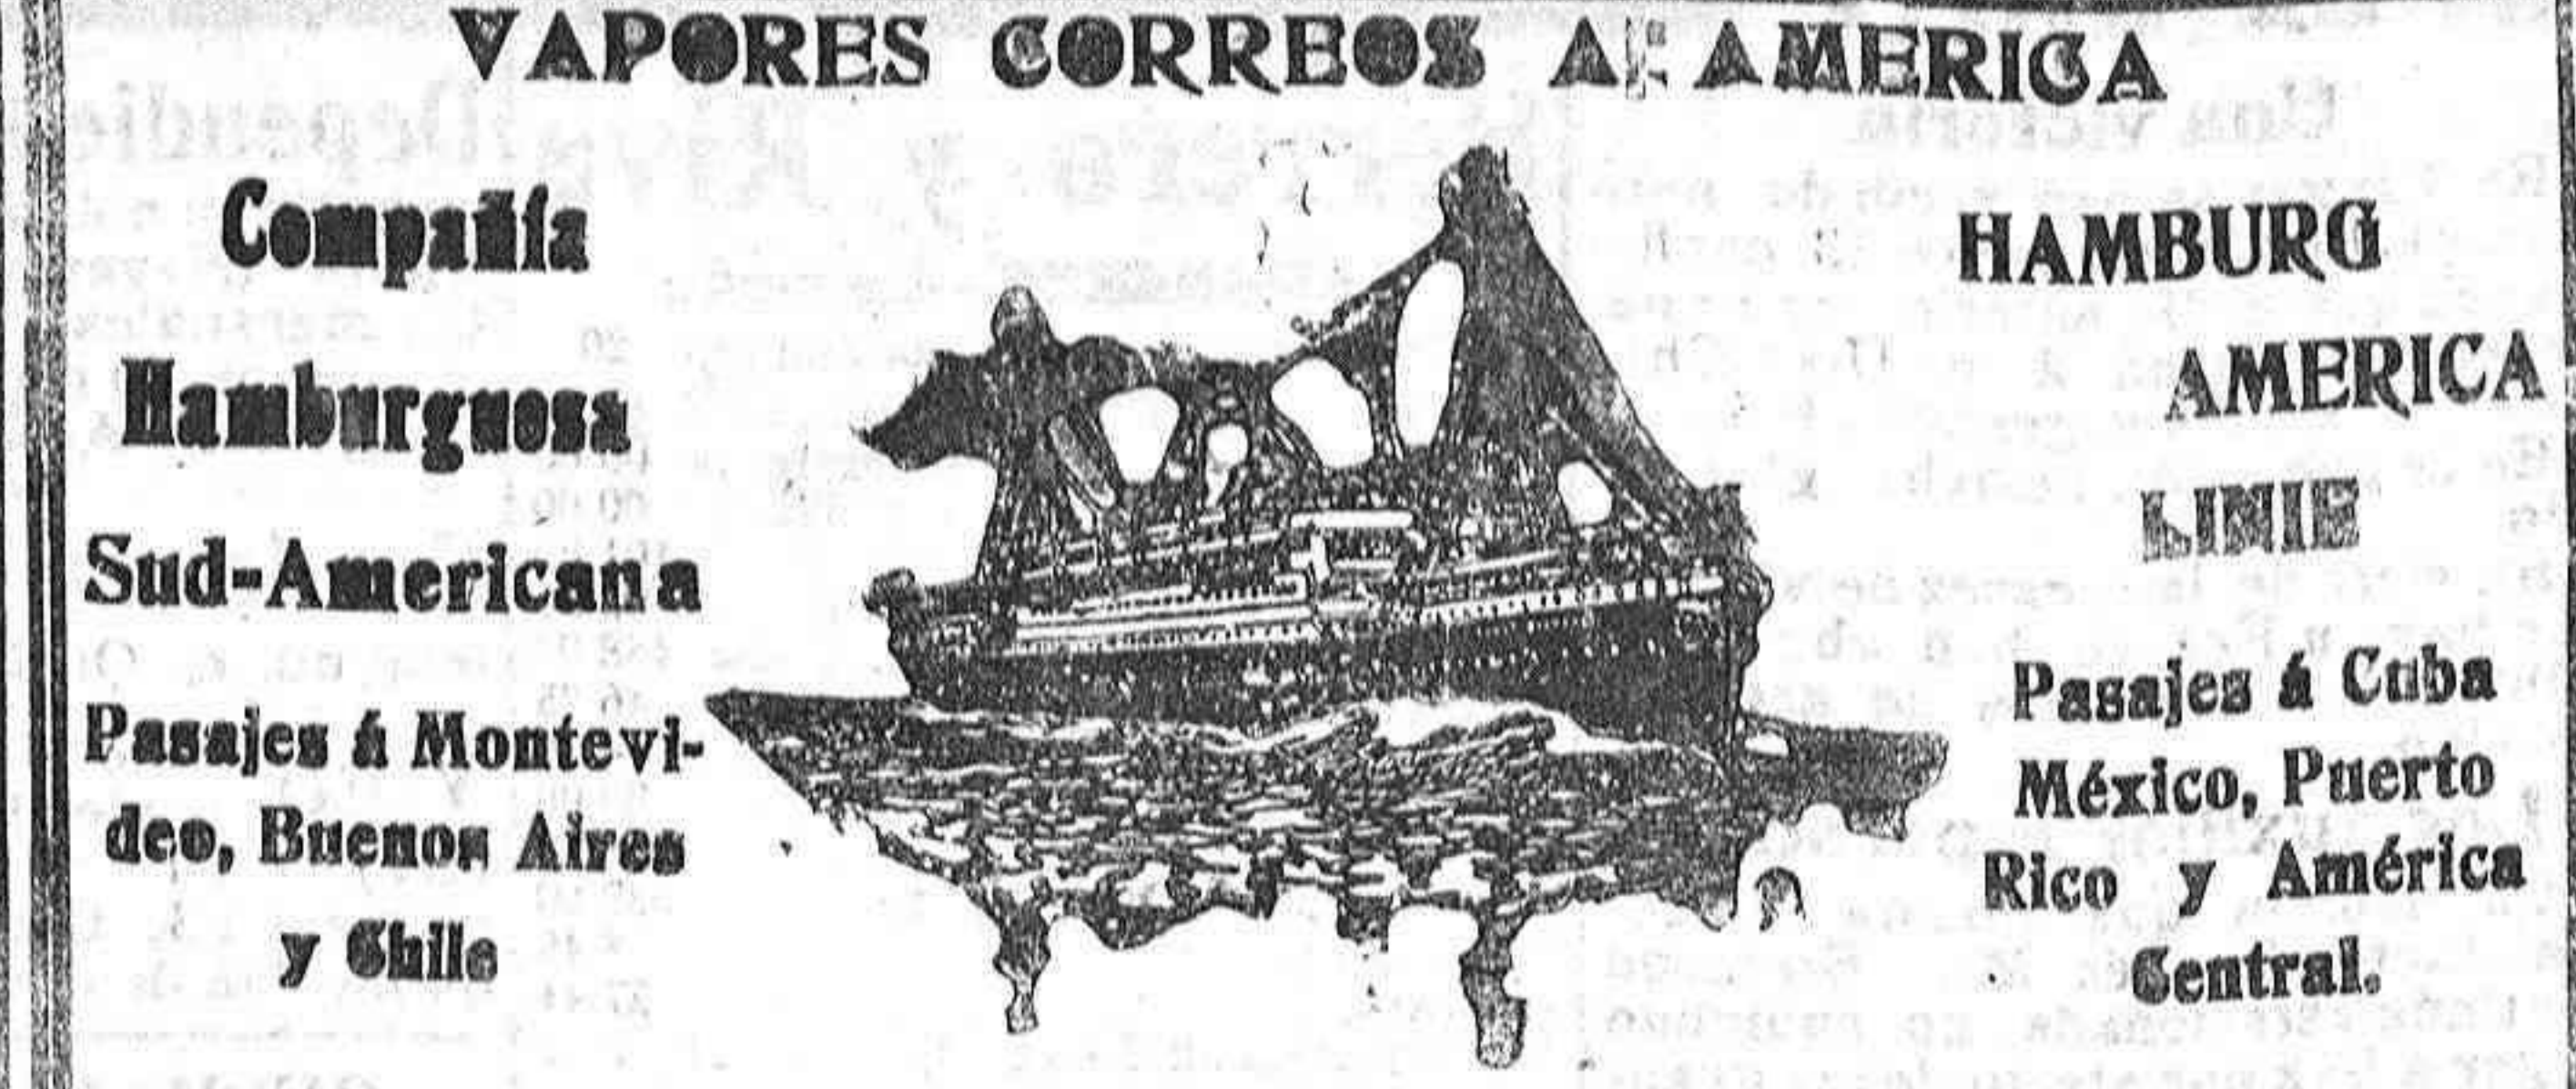 VAPORES CORREOS A AMERICA
Compañía
Hamburguesa
Sud-Americana
Pasajes á Montevi-
deo, Buenos Aires
y Chile
HAMBURG
AMERICA
LINIE
Pasajes á Cuba
México, Puerto
Rico y América
Central.